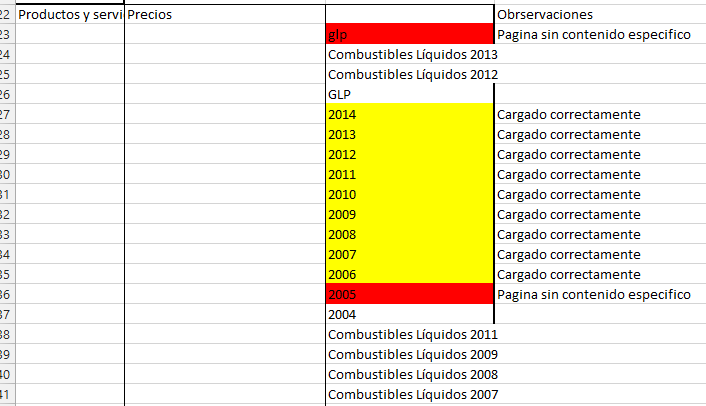 22 Productos y servi Precios Observaciones
23 glp Pagina sin contenido especifico
24 Combustibles Líquidos 2013
25 Combustibles Líquidos 2012
26 GLP
27 2014 Cargado correctamente
28 2013 Cargado correctamente
29 2012 Cargado correctamente
30 2011 Cargado correctamente
31 2010 Cargado correctamente
32 2009 Cargado correctamente
33 2008 Cargado correctamente
34 2007 Cargado correctamente
35 2006 Cargado correctamente
36 2005 Pagina sin contenido especifico
37 2004
38 Combustibles Líquidos 2011
39 Combustibles Líquidos 2009
40 Combustibles Líquidos 2008
41 Combustibles Líquidos 2007